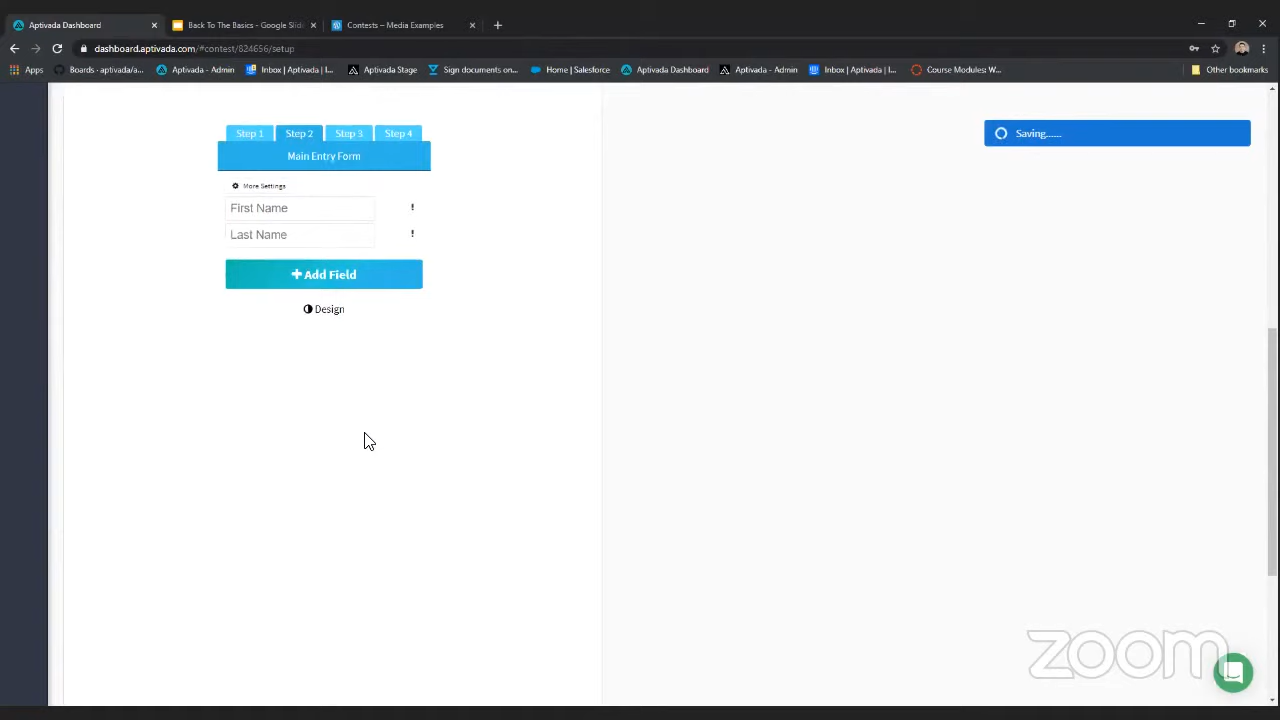 Aptivada Dashboard
Back To The Basics - Google Slid
Contests – Media Examples
dashboard.aptivada.com/#contest/824656/setup
Apps
Boards - aptivada/a...
Aptivada - Admin
Inbox | Aptivada | I...
Aptivada Stage
Sign documents on...
Home | Salesforce
Aptivada Dashboard
Aptivada - Admin
Inbox | Aptivada | I...
Course Modules: W...
Other bookmarks
Saving......
Step 1
Step 2
Step 3
Step 4
Main Entry Form
More Settings
First Name
!
Last Name
!
Add Field
Design
zoom